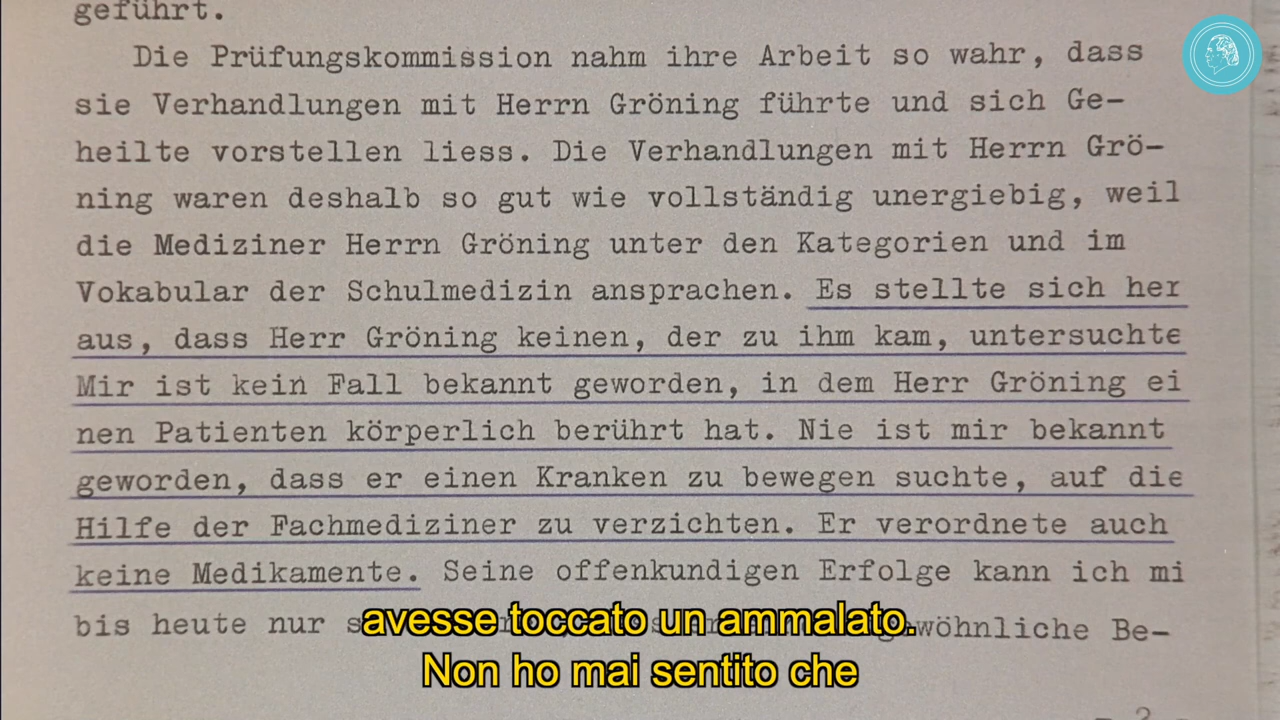 geführt.
Die Prüfungskommission nahm ihre Arbeit so wahr, dass
sie Verhandlungen mit Herrn Gröning führte und sich Ge-
heilte vorstellen liess. Die Verhandlungen mit Herrn Grö-
ning waren deshalb so gut wie vollständig unergiebig, weil
die Mediziner Herrn Gröning unter den Kategorien und im
Vokabular der Schulmedizin ansprachen. Es stellte sich her
aus, dass Herr Gröning keinen, der zu ihm kam, untersuchte
Mir ist kein Fall bekannt geworden, in dem Herr Gröning ei
nen Patienten körperlich berührt hat. Nie ist mir bekannt
geworden, dass er einen Kranken zu bewegen suchte, auf die
Hilfe der Fachmediziner zu verzichten. Er verordnete auch
keine Medikamente. Seine offenkundigen Erfolge kann ich mi
bis heute nur wöhnliche Be-
avesse toccato un ammalato.
Non ho mai sentito che